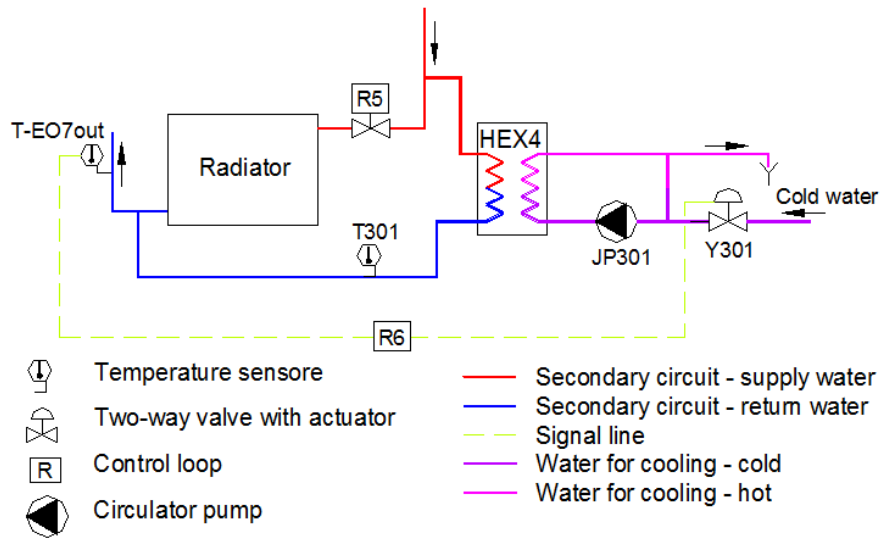 R5
T-EO7out
HEX4
Radiator
Cold water
T301
JP301
Y301
R6
Temperature sensore
Two-way valve with actuator
R
Control loop
Circulator pump
Secondary circuit - supply water
Secondary circuit - return water
Signal line
Water for cooling - cold
Water for cooling - hot